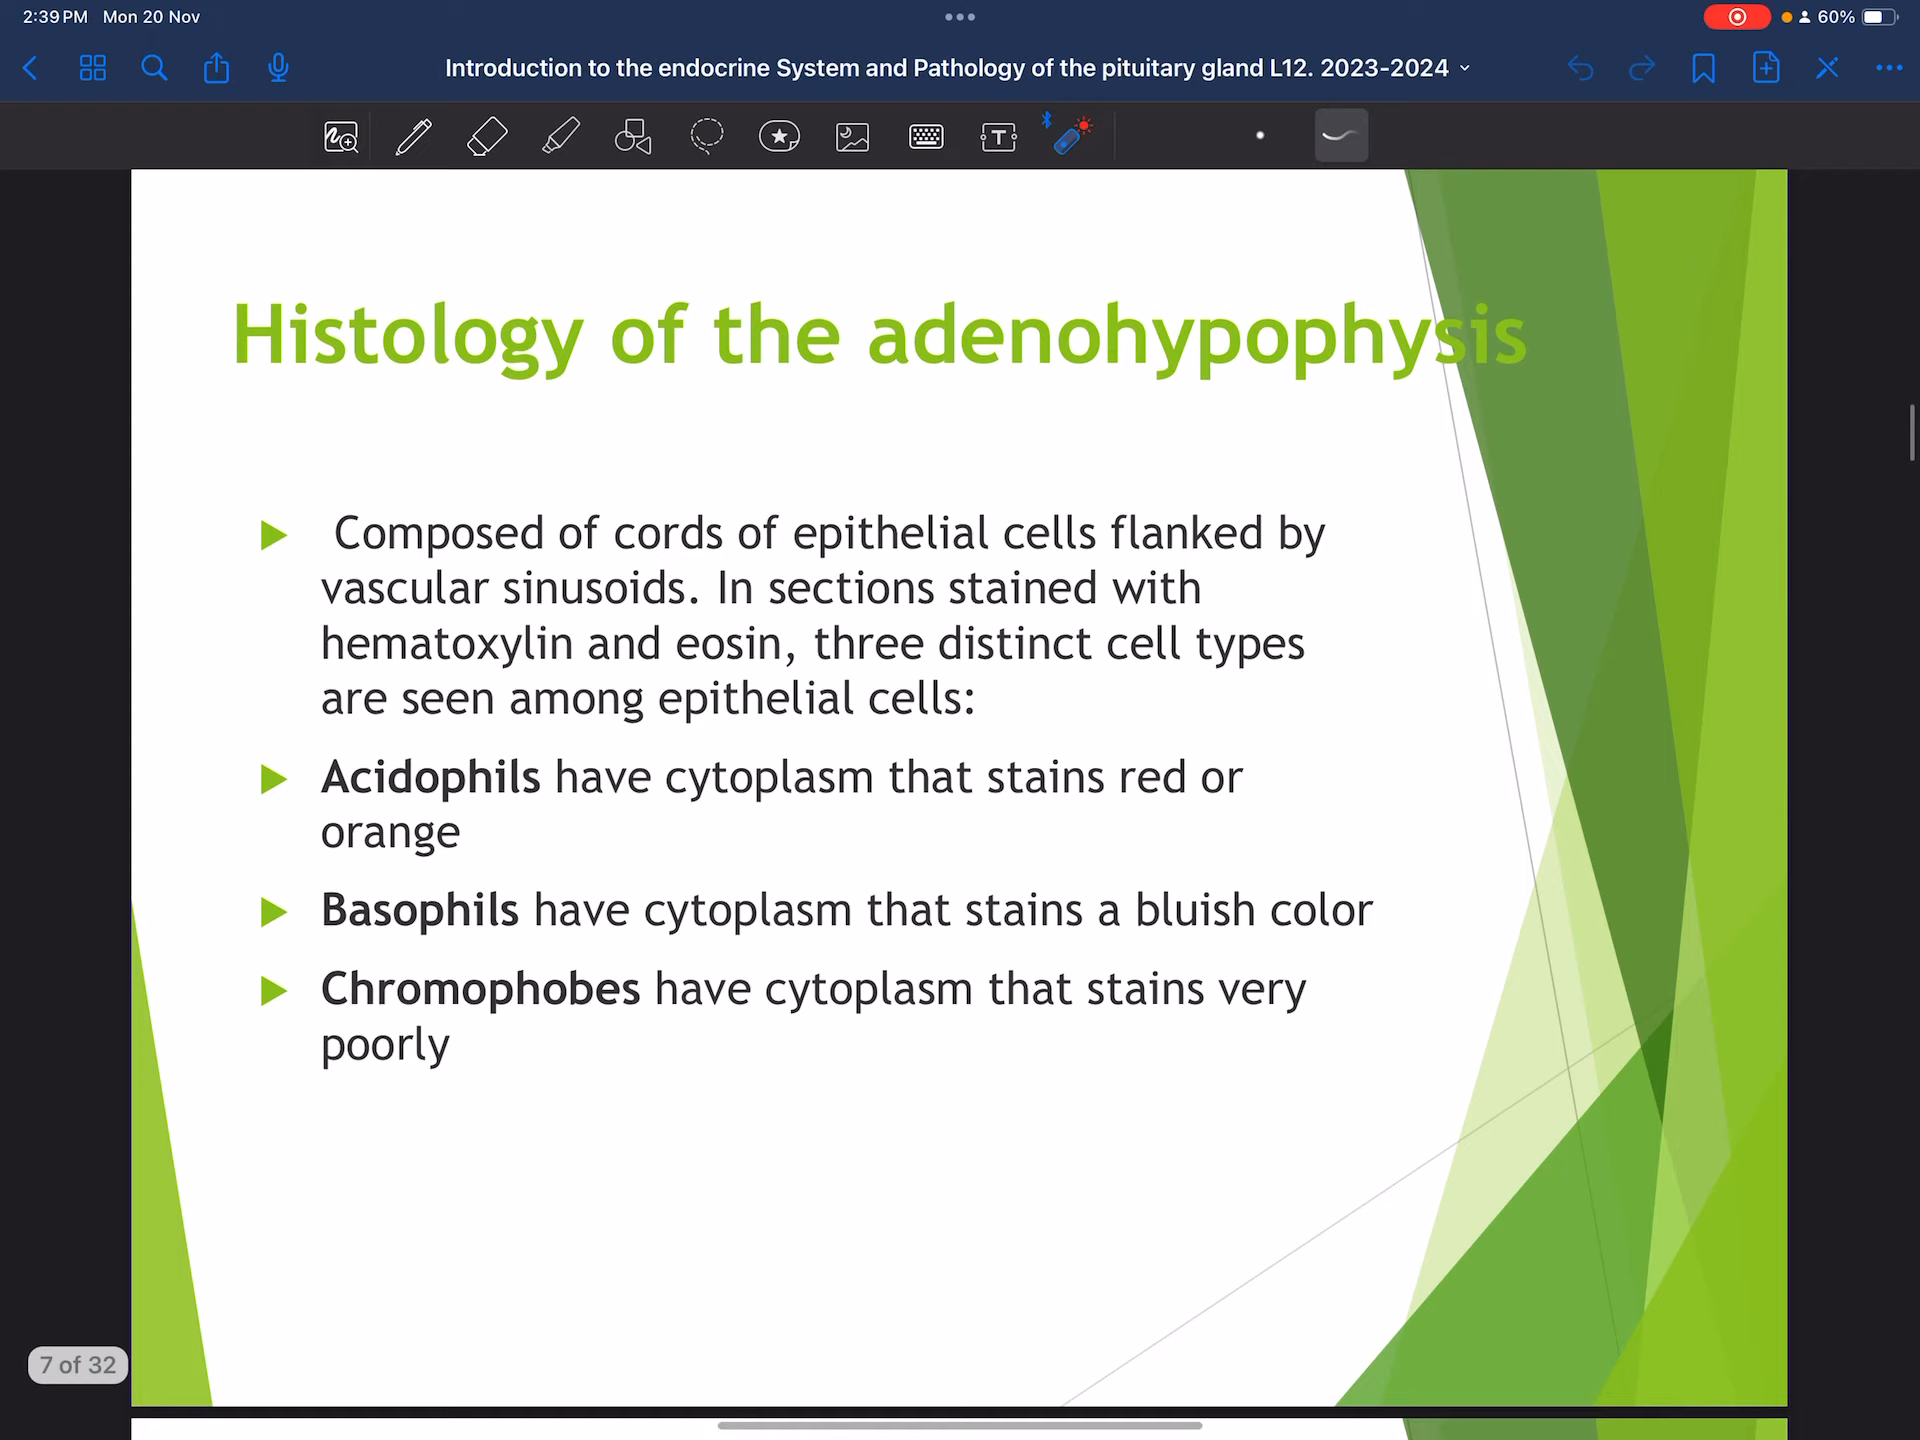 2:39 PM Mon 20 Nov
60%
Introduction to the endocrine System and Pathology of the pituitary gland L12. 2023-2024
Histology of the adenohypophysis
Composed of cords of epithelial cells flanked by
vascular sinusoids. In sections stained with
hematoxylin and eosin, three distinct cell types
are seen among epithelial cells:
Acidophils have cytoplasm that stains red or
orange
Basophils have cytoplasm that stains a bluish color
Chromophobes have cytoplasm that stains very
poorly
7 of 32